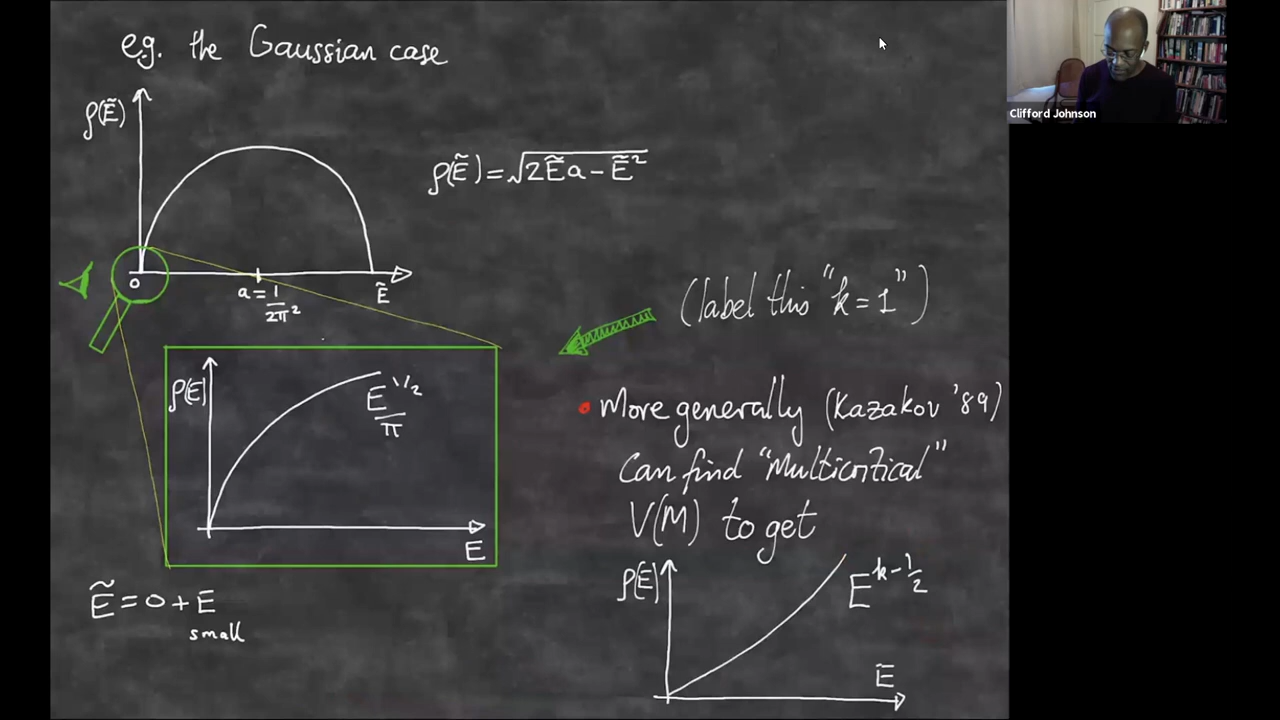 e.g. the Gaussian case
ρ(Ẽ)
ρ(Ẽ) = √(2Ẽa − Ẽ²)
0
a = 1/2π²
Ẽ
(label this "k = 1")
ρ(E)
E^1/2/π
E
• More generally (Kazakov '89)
Can find "Multicritical"
V(M) to get
ρ(Ẽ)
E^k−1/2
Ẽ
Ẽ = 0 + E
small
Clifford Johnson